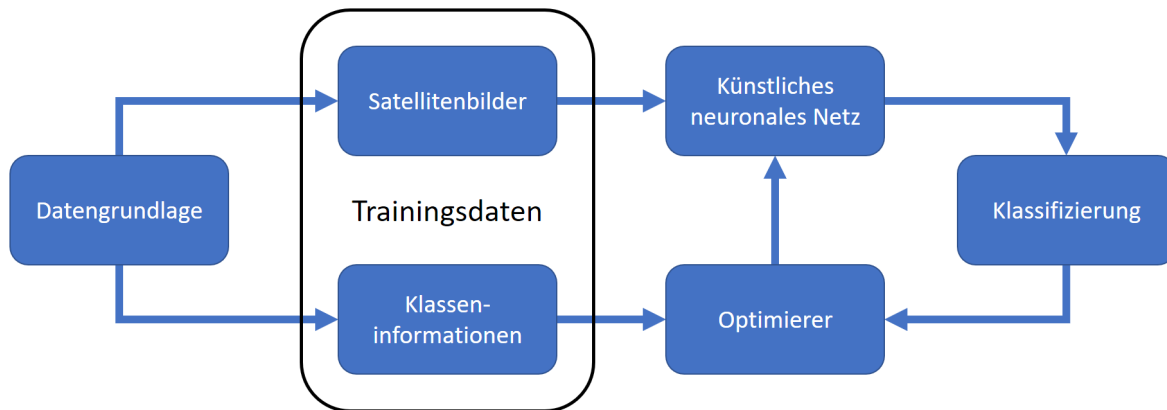 Satellitenbilder
Künstliches
neuronales Netz
Datengrundlage
Trainingsdaten
Klassifizierung
Klassen-
informationen
Optimierer